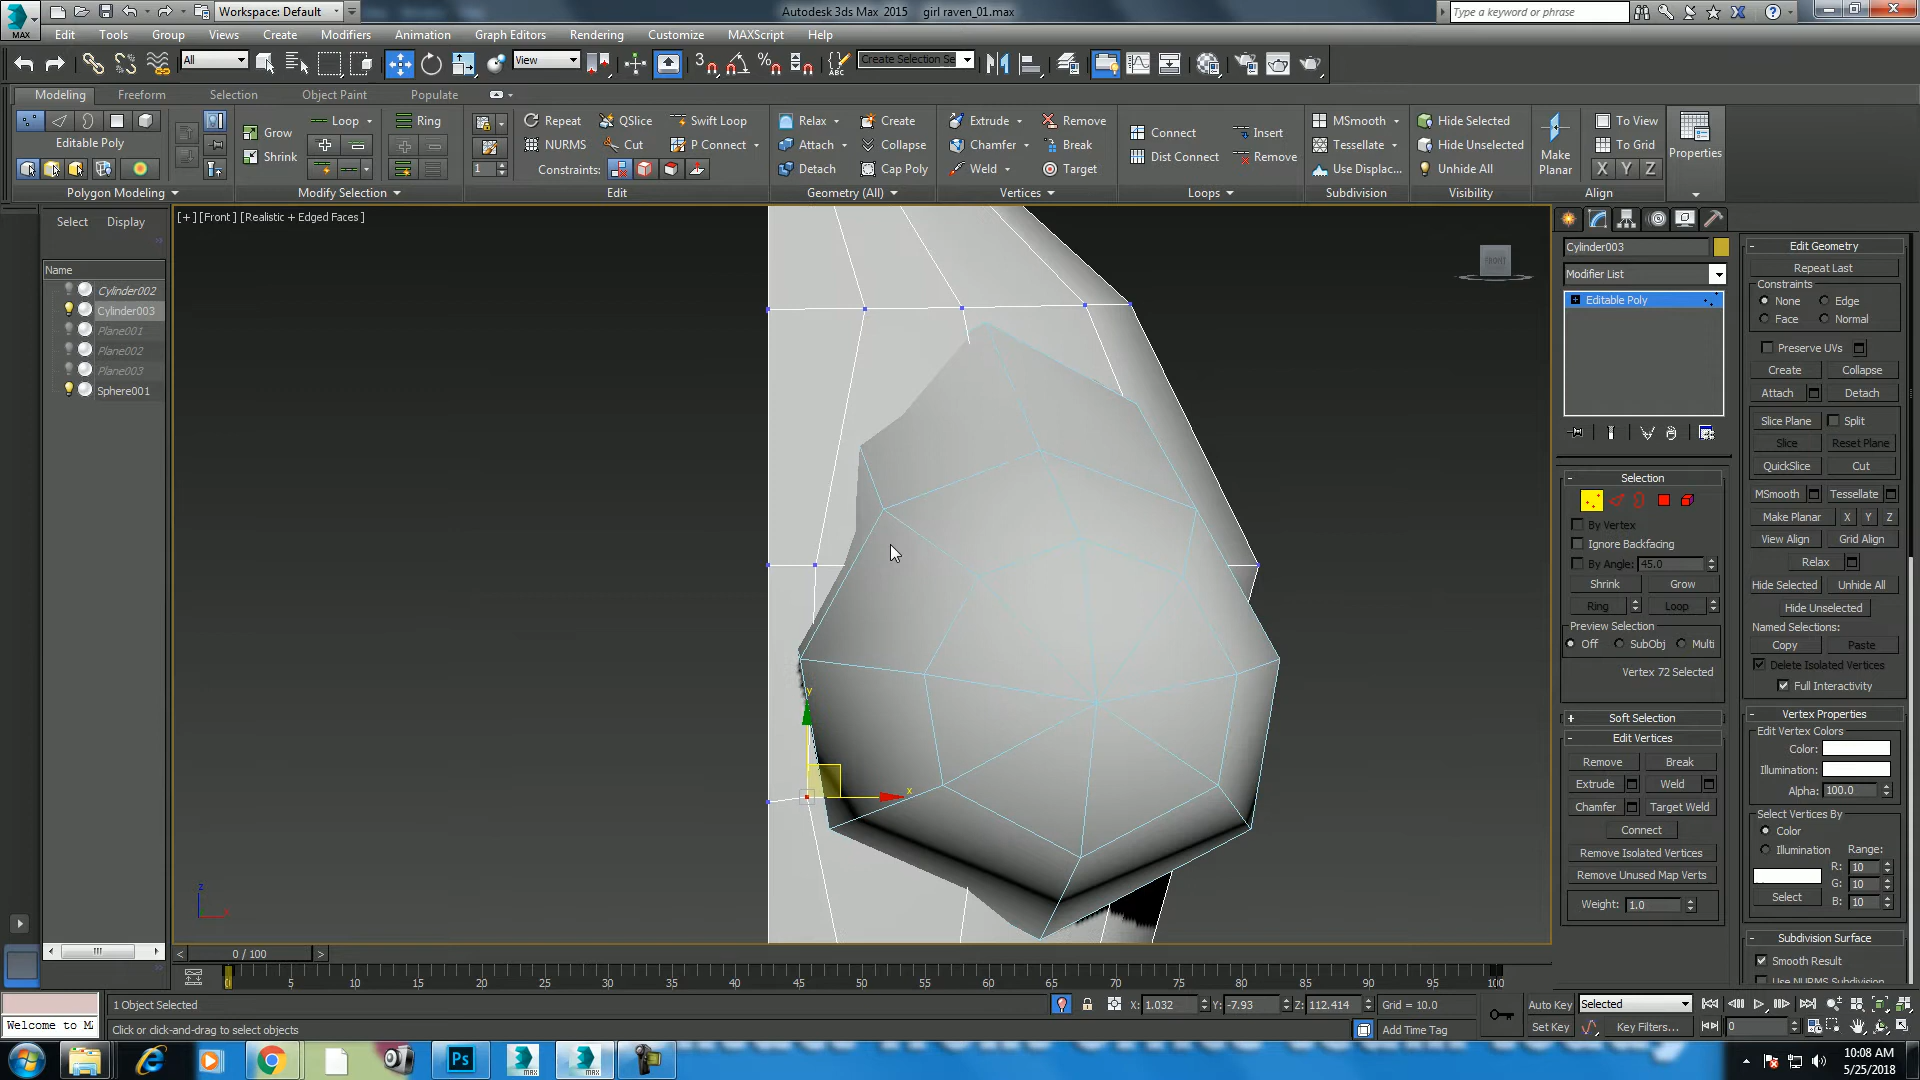 Workspace: Default
Autodesk 3ds Max 2015    girl raven_01.max
Type a keyword or phrase
MAX
Edit Tools Group Views Create Modifiers Animation Graph Editors Rendering Customize MAXScript Help
All View Create Selection Se
Modeling Freeform Selection Object Paint Populate
Loop Ring Repeat QSlice Swift Loop Relax Create Extrude Remove MSmooth Hide Selected To View
Editable Poly Grow NURMS Cut P Connect Attach Collapse Chamfer Break Connect Insert Tessellate Hide Unselected To Grid
Shrink 1 Constraints: Detach Cap Poly Weld Target Dist Connect Remove Use Displac... Unhide All Make Planar X Y Z Properties
Polygon Modeling Modify Selection Edit Geometry (All) Vertices Loops Subdivision Visibility Align
Select Display
[+] [Front] [Realistic + Edged Faces]
FRONT
Name
Cylinder002
Cylinder003
Plane001
Plane002
Plane003
Sphere001
y
x
z
Cylinder003
Modifier List
Editable Poly
Selection
By Vertex
Ignore Backfacing
By Angle: 45.0
Shrink Grow
Ring Loop
Preview Selection
Off SubObj Multi
Vertex 72 Selected
Soft Selection
Edit Vertices
Remove Break
Extrude Weld
Chamfer Target Weld
Connect
Remove Isolated Vertices
Remove Unused Map Verts
Weight: 1.0
Edit Geometry
Repeat Last
Constraints
None Edge
Face Normal
Preserve UVs
Create Collapse
Attach Detach
Slice Plane Split
Slice Reset Plane
QuickSlice Cut
MSmooth Tessellate
Make Planar X Y Z
View Align Grid Align
Relax
Hide Selected Unhide All
Hide Unselected
Named Selections:
Copy Paste
Delete Isolated Vertices
Full Interactivity
Vertex Properties
Edit Vertex Colors
Color:
Illumination:
Alpha: 100.0
Select Vertices By
Color
Illumination Range:
R: 10
G: 10
Select B: 10
Subdivision Surface
Smooth Result
Use NURMS Subdivision
0 / 100
0 5 10 15 20 25 30 35 40 45 50 55 60 65 70 75 80 85 90 95 100
1 Object Selected X: 1.032 Y: -7.93 Z: 112.414 Grid = 10.0 Auto Key Selected
Welcome to Click or click-and-drag to select objects Add Time Tag Set Key Key Filters... 0
Ps MAX MAX
10:08 AM
5/25/2018